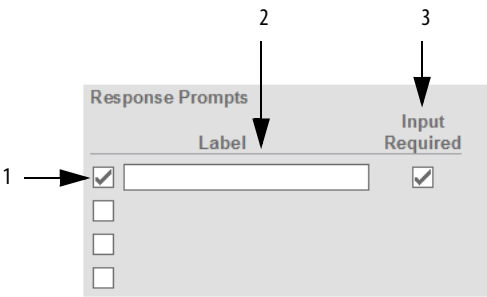 2
3
Response Prompts
Input
Label
Required
1